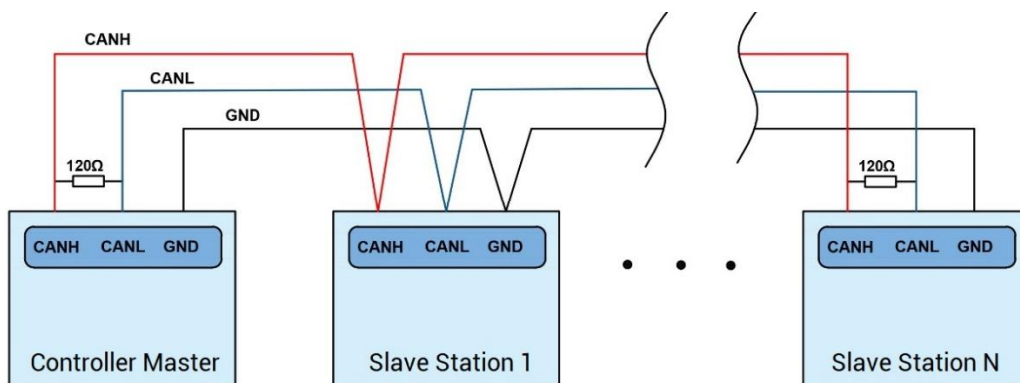 CANH
CANL
GND
120Ω
120Ω
CANH CANL GND
CANH CANL GND
CANH CANL GND
Controller Master
Slave Station 1
Slave Station N